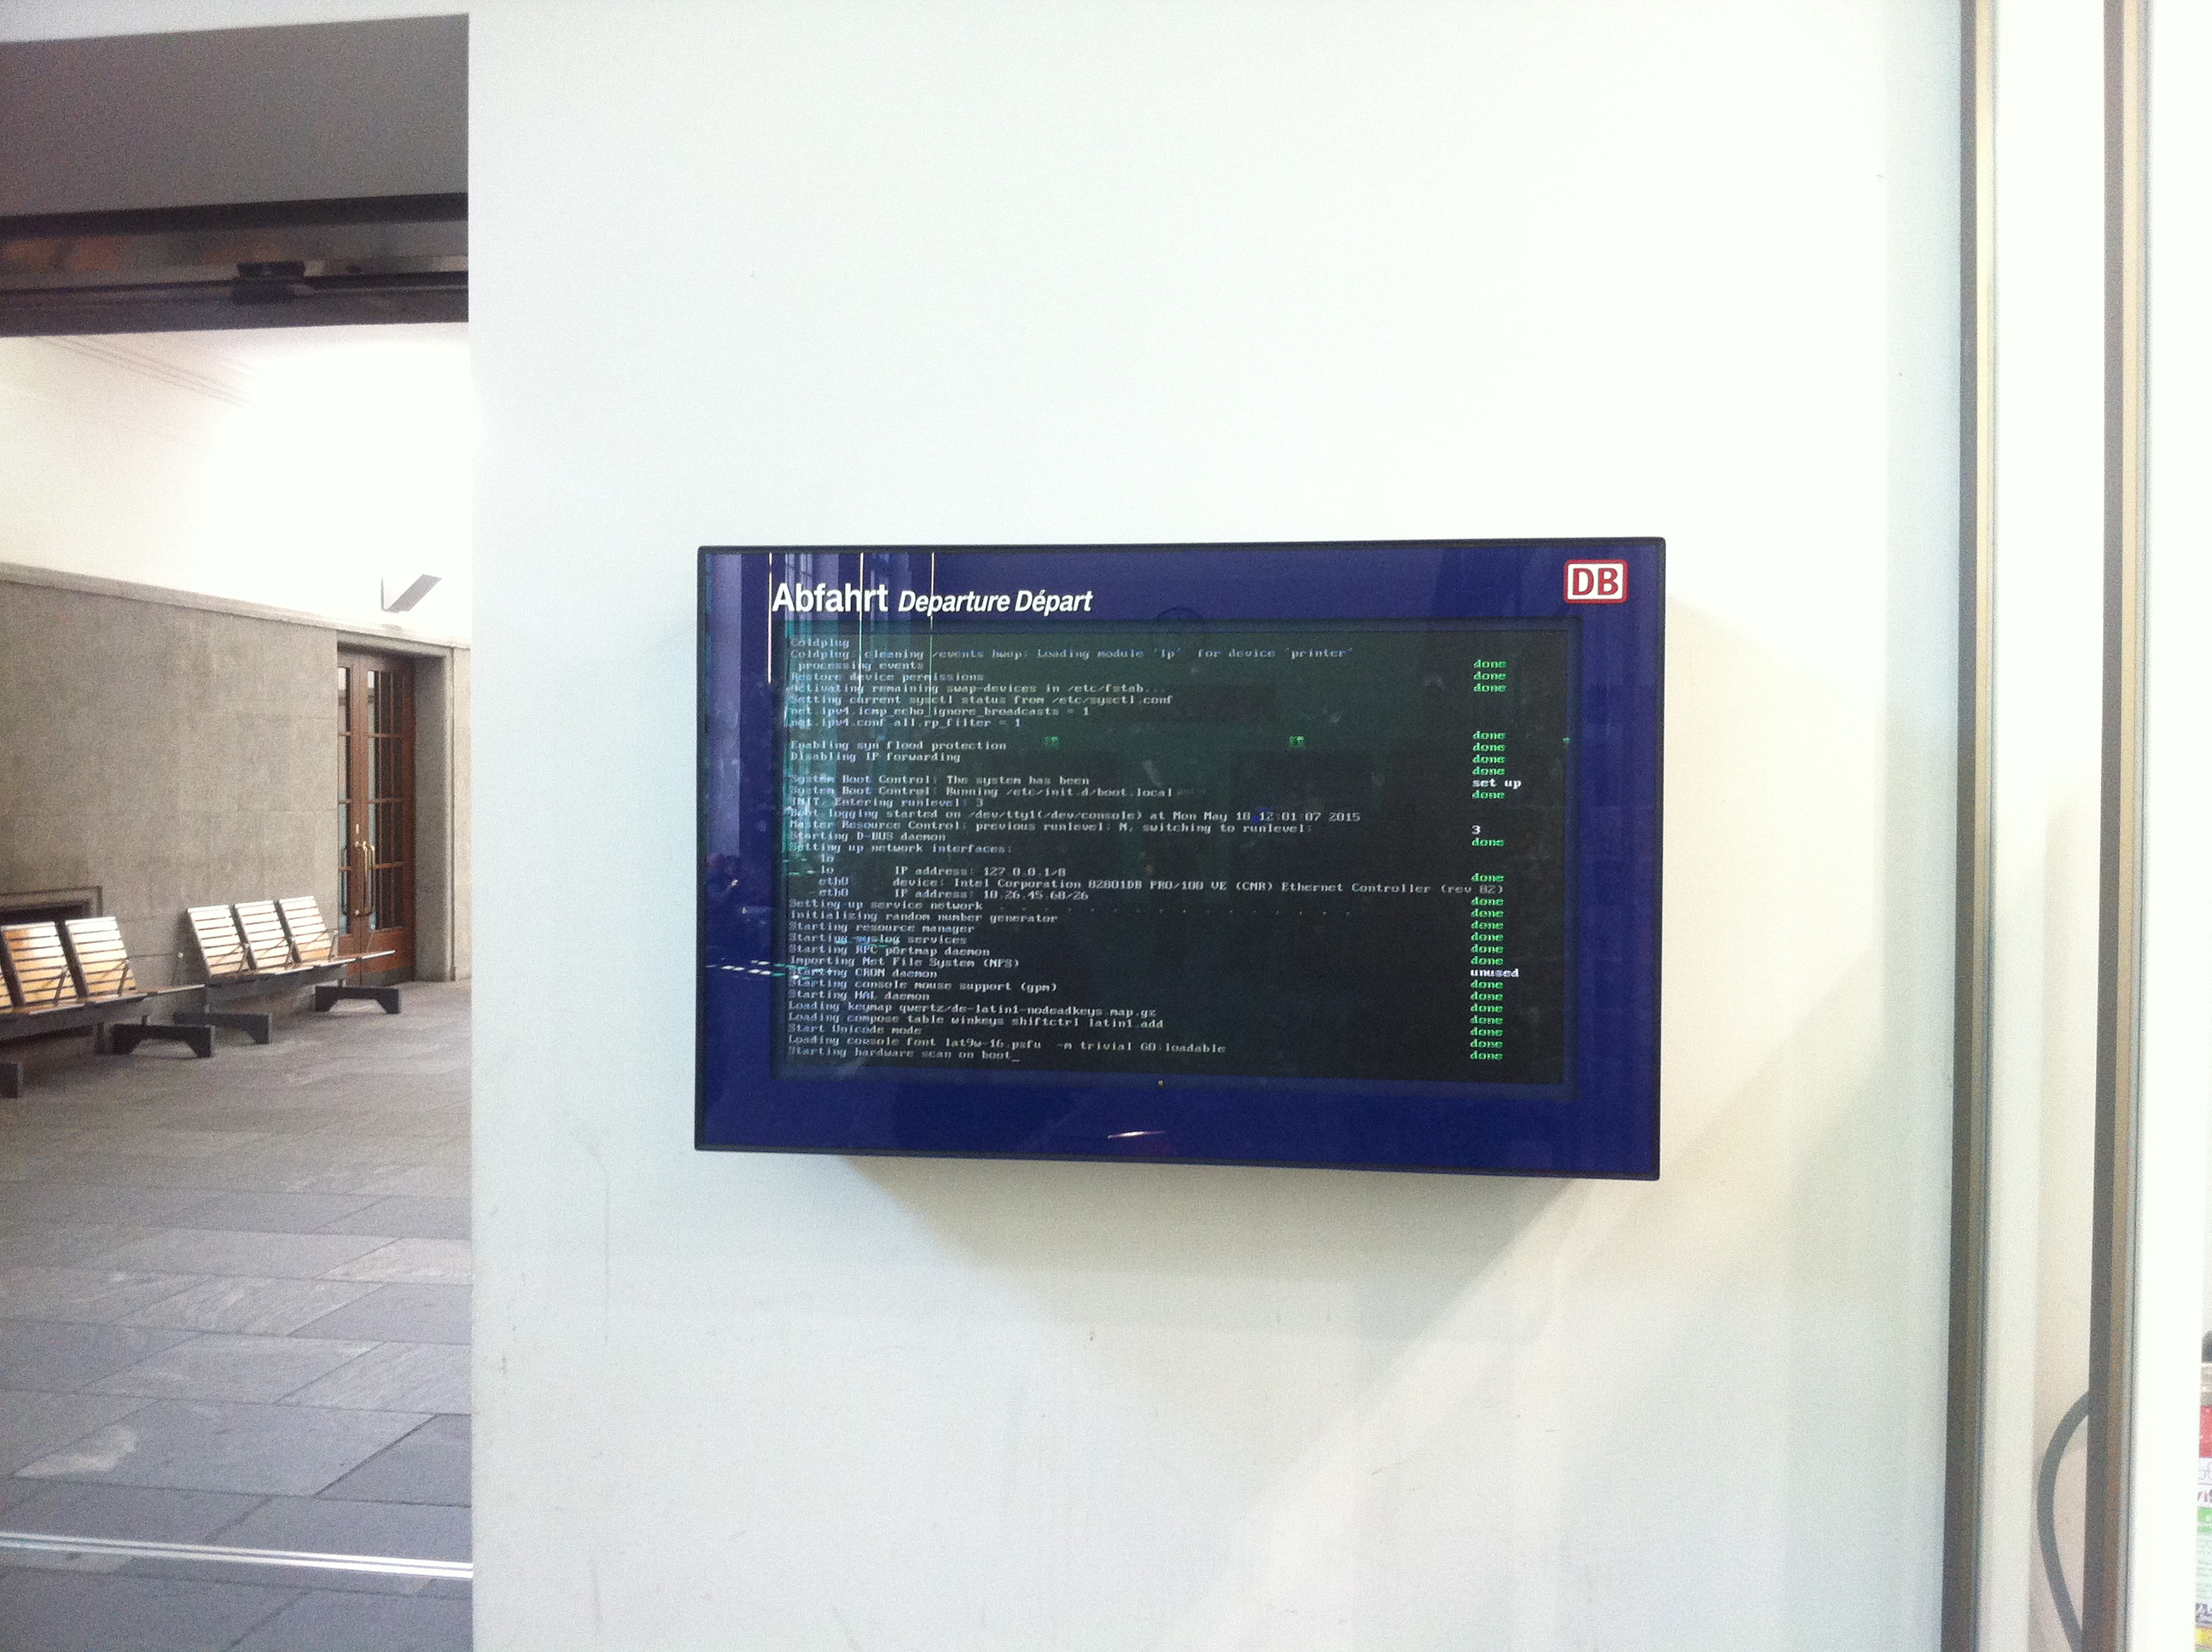 Abfahrt Departure Départ
DB
Coldplug
Coldplug cleaning /events hwup: Loading module 'lp' for device 'printer'
processing events done
Restore device permissions done
Activating remaining swap-devices in /etc/fstab... done
Setting current sysctl status from /etc/sysctl.conf
net.ipv4.icmp_echo_ignore_broadcasts = 1
net.ipv4.conf.all.rp_filter = 1
done
Enabling syn flood protection done
Disabling IP forwarding done
done
System Boot Control: The system has been set up
System Boot Control: Running /etc/init.d/boot.local done
INIT: Entering runlevel: 3
Boot logging started on /dev/tty1(/dev/console) at Mon May 18 12:01:07 2015
Master Resource Control: previous runlevel: N, switching to runlevel: 3
Starting D-BUS daemon done
Setting up network interfaces:
lo
lo IP address: 127.0.0.1/8 done
eth0 device: Intel Corporation 82801DB PRO/100 VE (CNR) Ethernet Controller (rev 82)
eth0 IP address: 10.26.45.68/26 done
Setting up service network . . . . . . . . . . . . . . . . done
Initializing random number generator done
Starting resource manager done
Starting syslog services done
Starting RPC portmap daemon done
Importing Net File System (NFS) unused
Starting CRON daemon done
Starting console mouse support (gpm) done
Starting HAL daemon done
Loading keymap qwertz/de-latin1-nodeadkeys.map.gz done
Loading compose table winkeys shiftctrl latin1.add done
Start Unicode mode done
Loading console font lat9w-16.psfu -m trivial G0:loadable done
Starting hardware scan on boot_